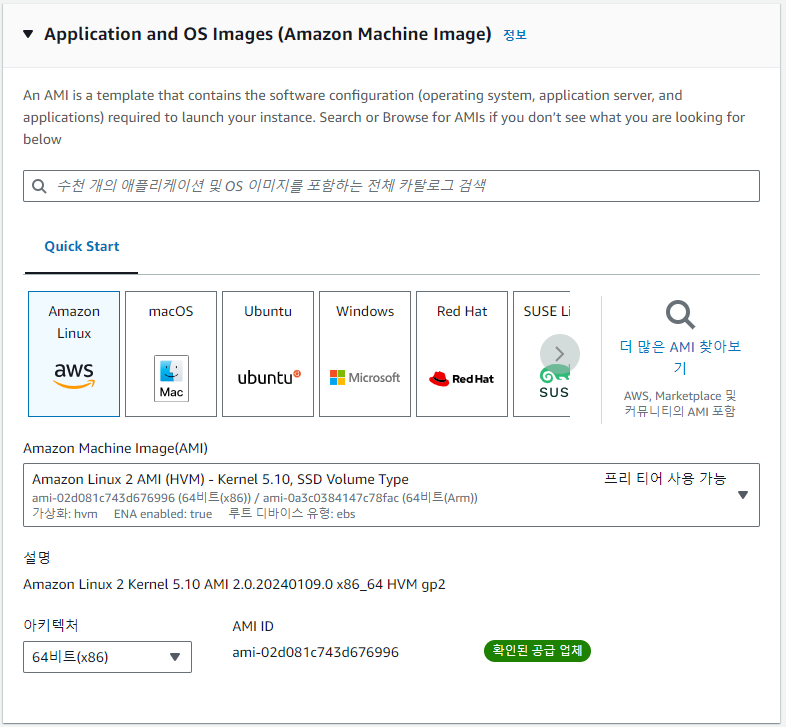 Application and OS Images (Amazon Machine Image) 정보
An AMI is a template that contains the software configuration (operating system, application server, and
applications) required to launch your instance. Search or Browse for AMIs if you don't see what you are looking for
below
수천 개의 애플리케이션 및 OS 이미지를 포함하는 전체 카탈로그 검색
Quick Start
Amazon
Linux
aws
macOS
Mac
Ubuntu
ubuntu
Windows
Microsoft
Red Hat
Red Hat
SUSE Li
SUS
더 많은 AMI 찾아보
기
AWS, Marketplace 및
커뮤니티의 AMI 포함
Amazon Machine Image(AMI)
Amazon Linux 2 AMI (HVM) - Kernel 5.10, SSD Volume Type 프리 티어 사용 가능
ami-02d081c743d676996 (64비트(x86)) / ami-0a3c0384147c78fac (64비트(Arm))
가상화: hvm ENA enabled: true 루트 디바이스 유형: ebs
설명
Amazon Linux 2 Kernel 5.10 AMI 2.0.20240109.0 x86_64 HVM gp2
아키텍처 AMI ID
64비트(x86) ami-02d081c743d676996 확인된 공급 업체